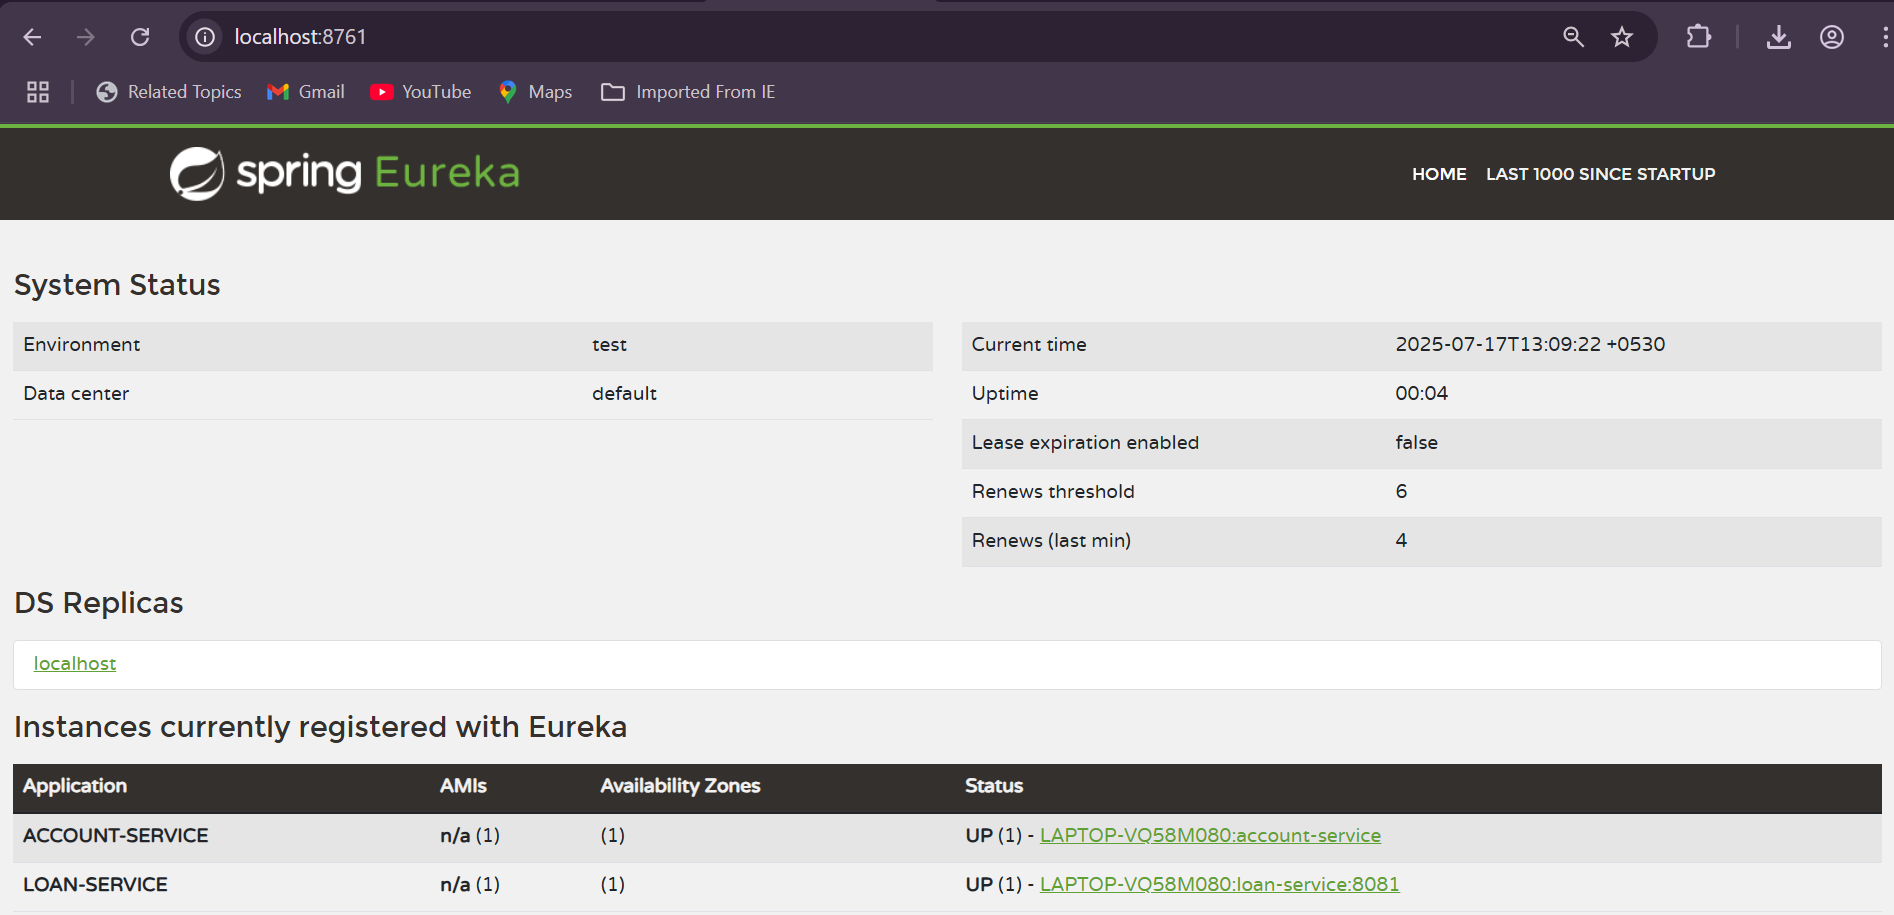 localhost:8761
Related Topics Gmail YouTube Maps Imported From IE
spring Eureka HOME LAST 1000 SINCE STARTUP
System Status
Environment test
Data center default
Current time 2025-07-17T13:09:22 +0530
Uptime 00:04
Lease expiration enabled false
Renews threshold 6
Renews (last min) 4
DS Replicas
localhost
Instances currently registered with Eureka
Application AMIs Availability Zones Status
ACCOUNT-SERVICE n/a (1) (1) UP (1) - LAPTOP-VQ58M080:account-service
LOAN-SERVICE n/a (1) (1) UP (1) - LAPTOP-VQ58M080:loan-service:8081